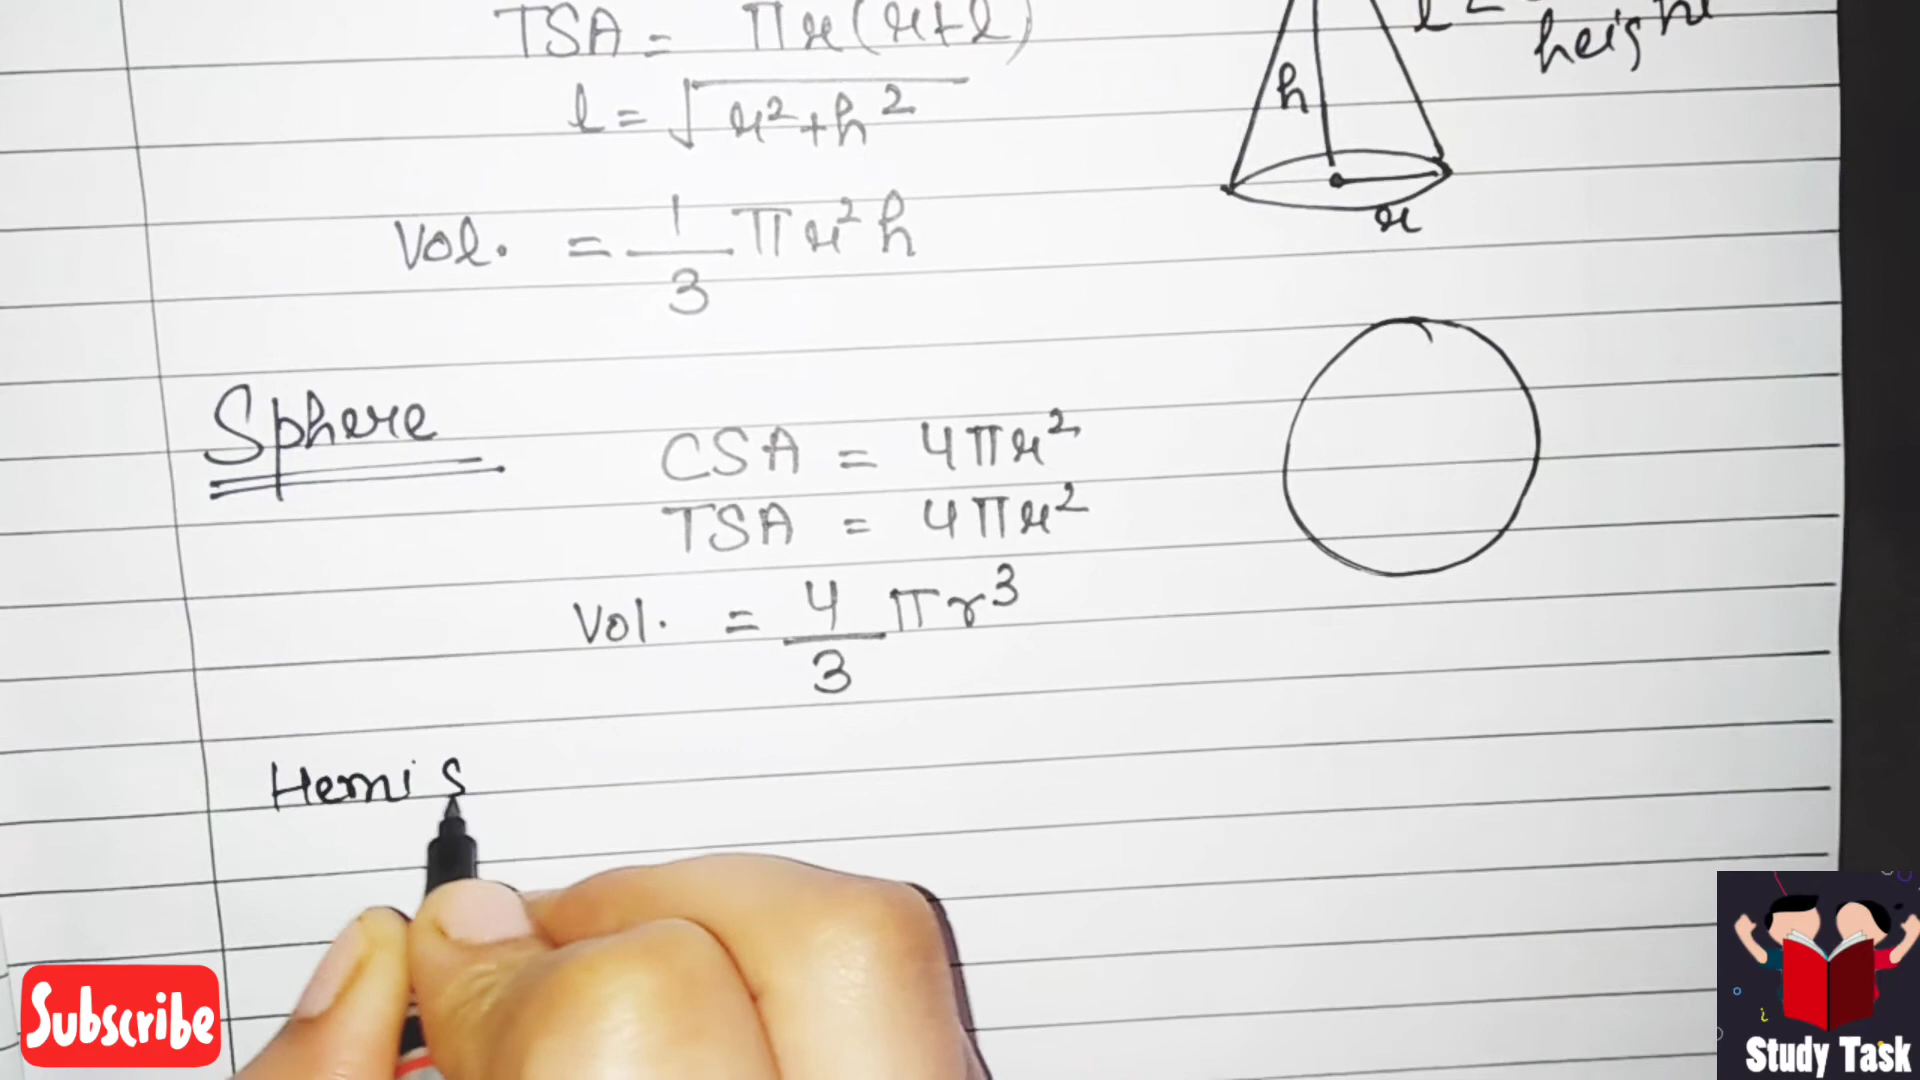 TSA = πr(r+l)
l = √r²+h²
Vol. = 1/3 πr²h
l =
height
h
r
Sphere
CSA = 4πr²
TSA = 4πr²
Vol. = 4/3 πr³
Hemis
Subscribe
Study Task